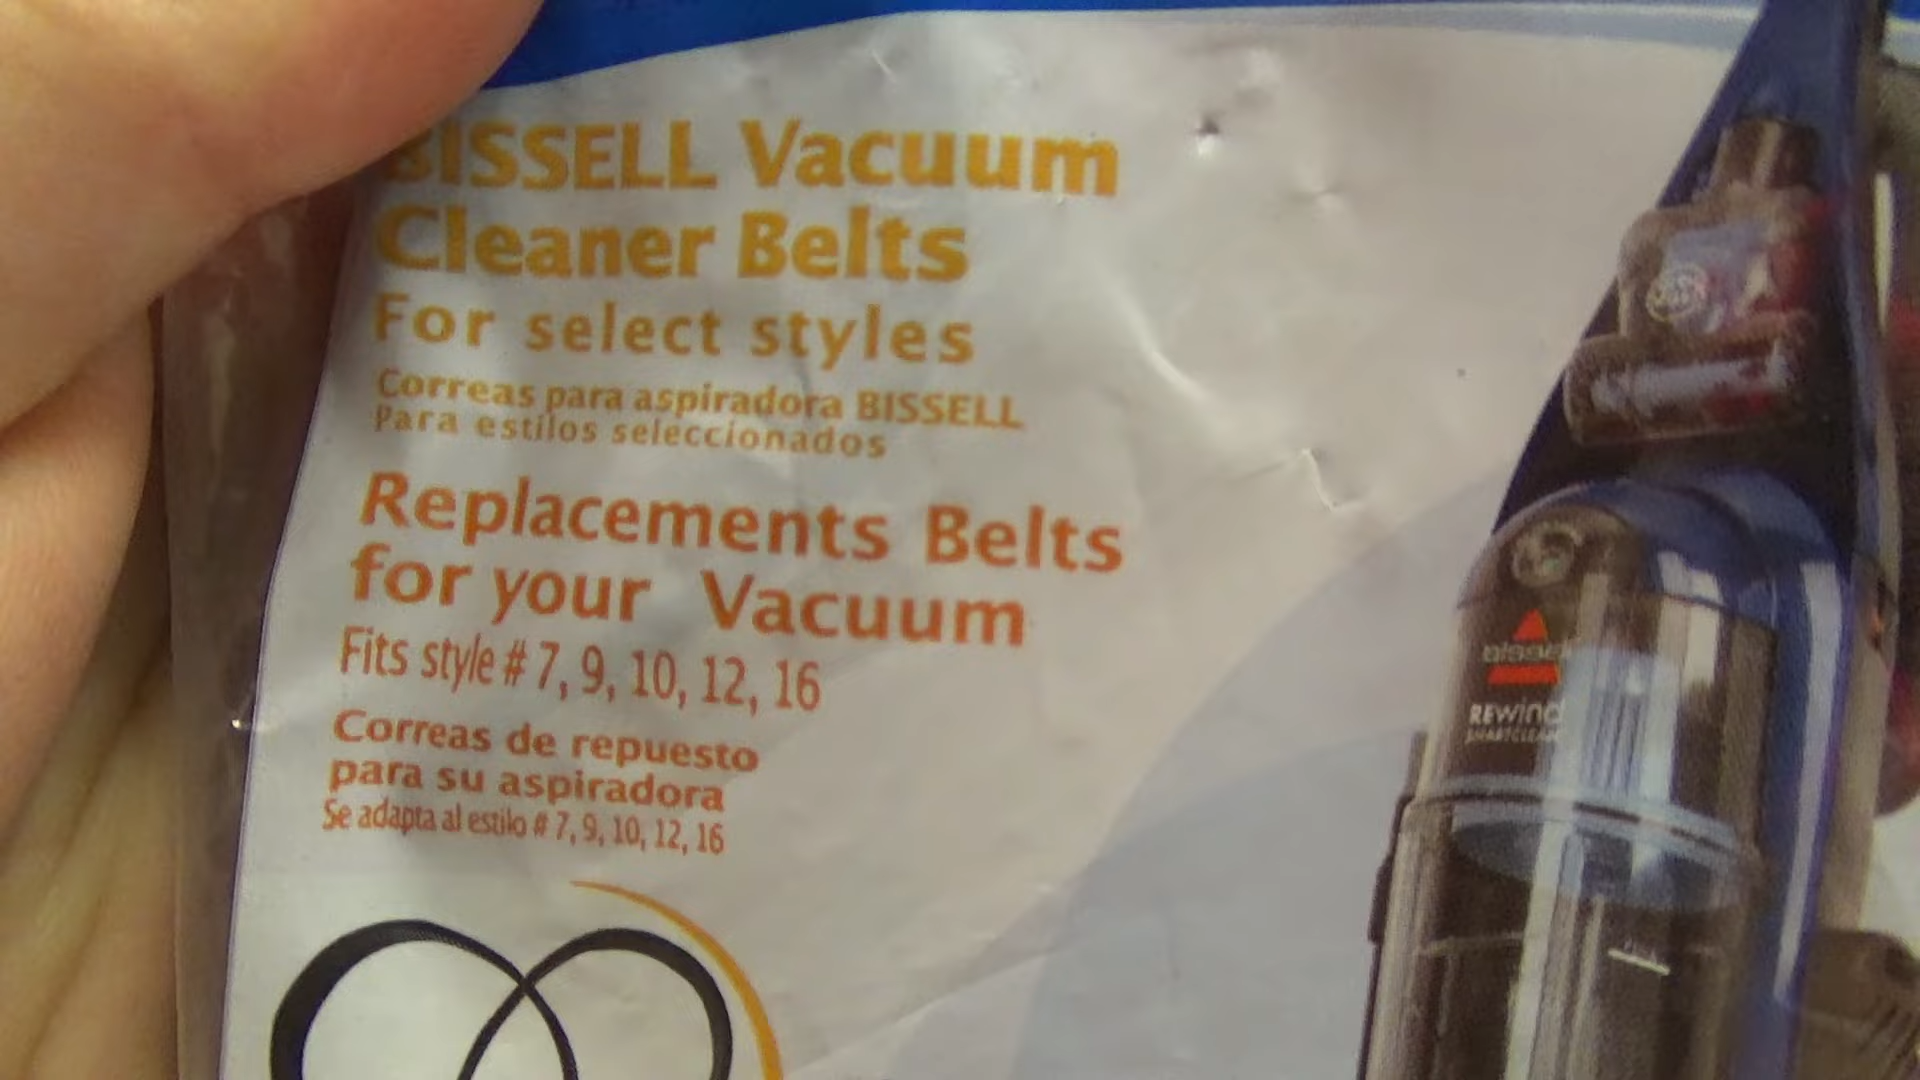 BISSELL Vacuum
Cleaner Belts
For select styles
Correas para aspiradora BISSELL
Para estilos seleccionados
Replacements Belts
for your Vacuum
Fits style # 7, 9, 10, 12, 16
Correas de repuesto
para su aspiradora
Se adapta al estilo # 7, 9, 10, 12, 16
BISSELL
REWIND
SMARTCLEAN